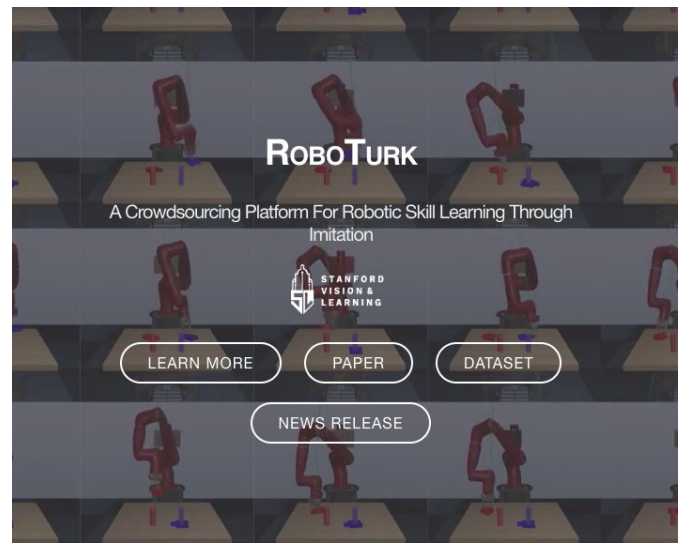 ROBOTURK
A Crowdsourcing Platform For Robotic Skill Learning Through
Imitation
STANFORD
VISION &
LEARNING
LEARN MORE
PAPER
DATASET
NEWS RELEASE